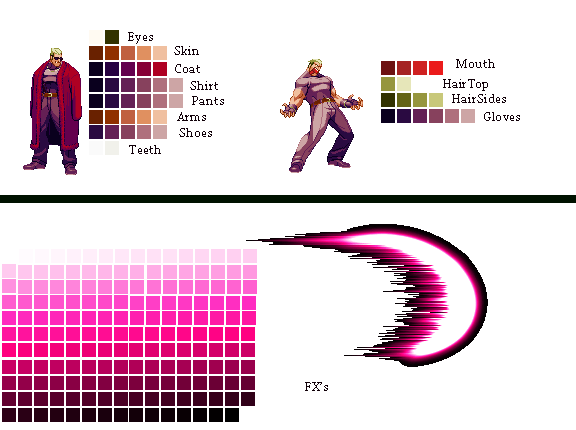 Eyes
Skin
Coat
Shirt
Pants
Arms
Shoes
Teeth
Mouth
HairTop
HairSides
Gloves
FX's